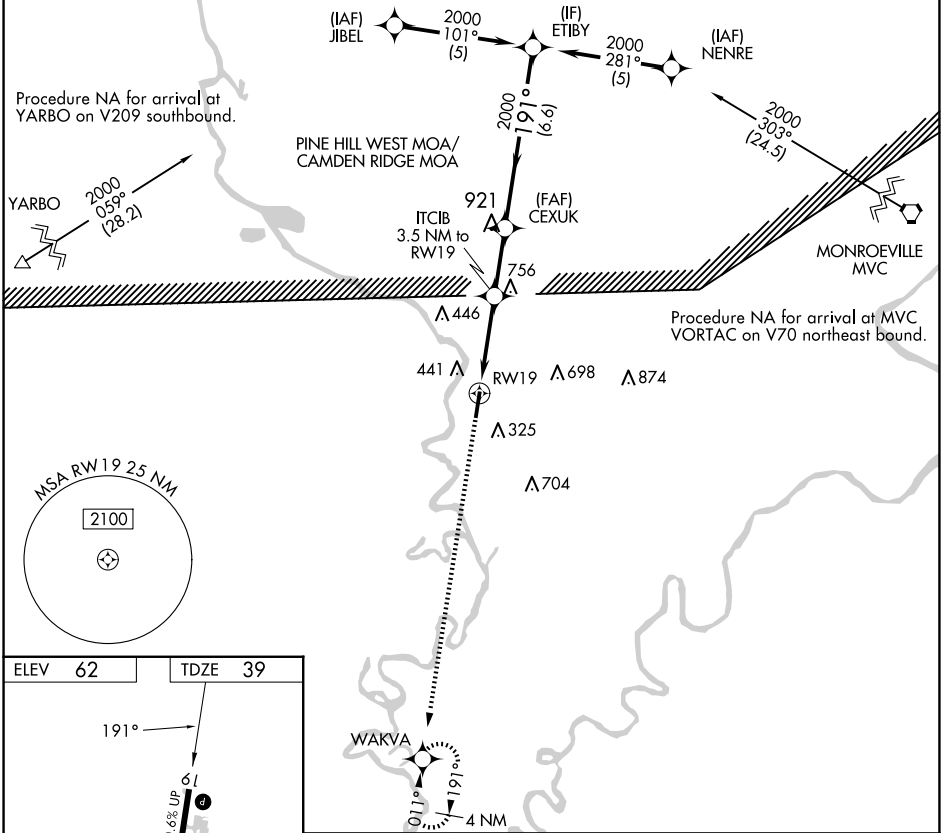 (IAF)
JIBEL
2000
101°
(5)
(IF)
ETIBY
2000
281°
(5)
(IAF)
NENRE
Procedure NA for arrival at
YARBO on V209 southbound.
2000
191°
(6.6)
2000
303°
(24.5)
PINE HILL WEST MOA/
CAMDEN RIDGE MOA
YARBO
2000
059°
(28.2)
921
(FAF)
CEXUK
ITCIB
3.5 NM to
RW19
MONROEVILLE
MVC
756
446
Procedure NA for arrival at MVC
VORTAC on V70 northeast bound.
441
RW19
698
874
325
704
MSA RW19 25 NM
2100
ELEV 62
TDZE 39
191°
19
P
.6% UP
WAKVA
011°
191°
4 NM